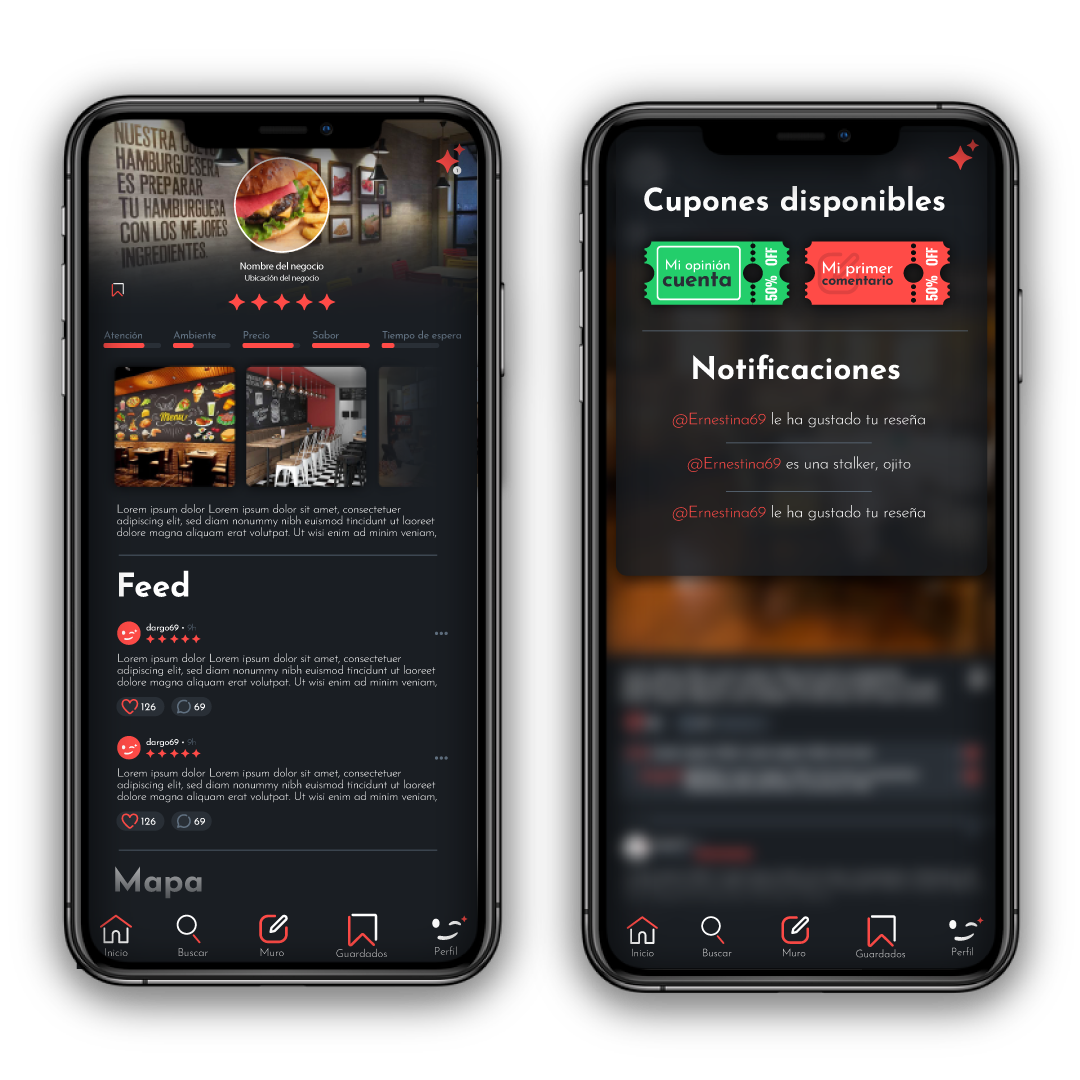 NUESTRA
HAMBURGUESERA
ES PREPARAR
TU HAMBURGUESA
CON LOS MEJORES
INGREDIENTES.
Nombre del negocio
Ubicación del negocio
Atención Ambiente Precio Sabor Tiempo de espera
Menu
Lorem ipsum dolor Lorem ipsum dolor sit amet, consectetuer
adipiscing elit, sed diam nonummy nibh euismod tincidunt ut laoreet
dolore magna aliquam erat volutpat. Ut wisi enim ad minim veniam,
Feed
dargo69 • 9h
Lorem ipsum dolor Lorem ipsum dolor sit amet, consectetuer
adipiscing elit, sed diam nonummy nibh euismod tincidunt ut laoreet
dolore magna aliquam erat volutpat. Ut wisi enim ad minim veniam,
126 69
dargo69 • 9h
Lorem ipsum dolor Lorem ipsum dolor sit amet, consectetuer
adipiscing elit, sed diam nonummy nibh euismod tincidunt ut laoreet
dolore magna aliquam erat volutpat. Ut wisi enim ad minim veniam,
126 69
Mapa
Inicio Buscar Muro Guardados Perfil
Cupones disponibles
Mi opinión
cuenta
50% OFF
Mi primer
comentario
50% OFF
Notificaciones
@Ernestina69 le ha gustado tu reseña
@Ernestina69 es una stalker, ojito
@Ernestina69 le ha gustado tu reseña
Inicio Buscar Muro Guardados Perfil